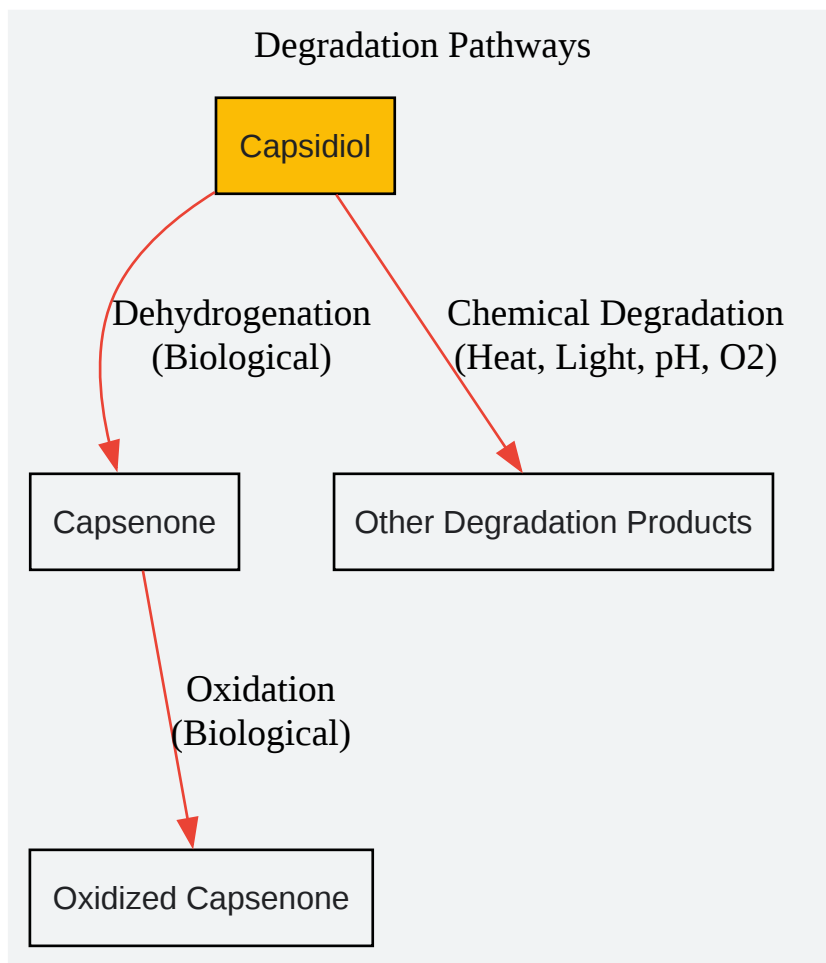 Degradation Pathways
Capsidiol
Dehydrogenation
(Biological)
Chemical Degradation
(Heat, Light, pH, O2)
Capsenone
Other Degradation Products
Oxidation
(Biological)
Oxidized Capsenone